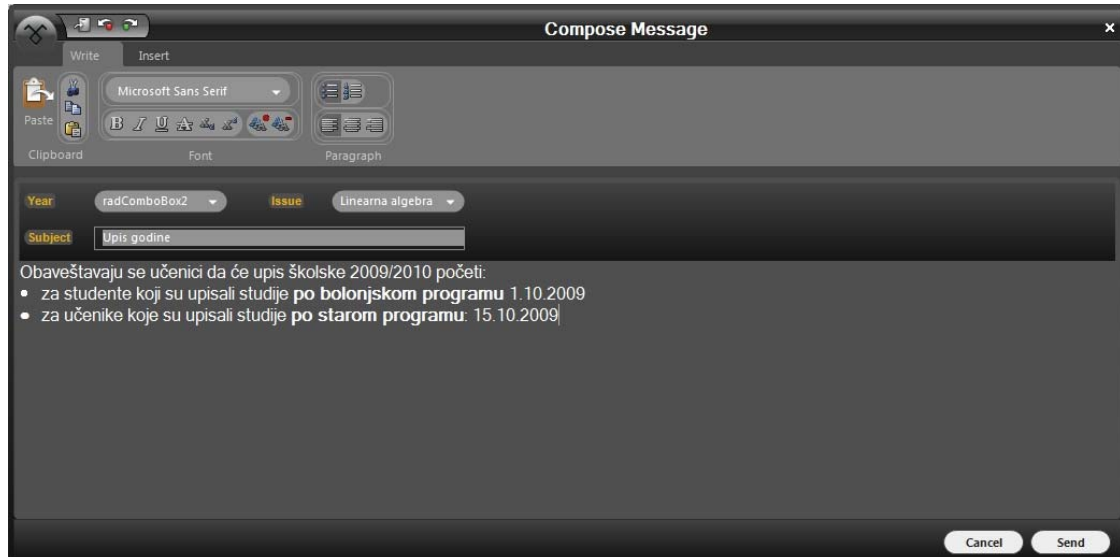 Compose Message
Write Insert
Microsoft Sans Serif
Paste
B I U A
Clipboard Font Paragraph
Year radComboBox2 Issue Linearna algebra
Subject Upis godine
Obaveštavaju se učenici da će upis školske 2009/2010 početi:
• za studente koji su upisali studije po bolonjskom programu 1.10.2009
• za učenike koje su upisali studije po starom programu: 15.10.2009
Cancel Send